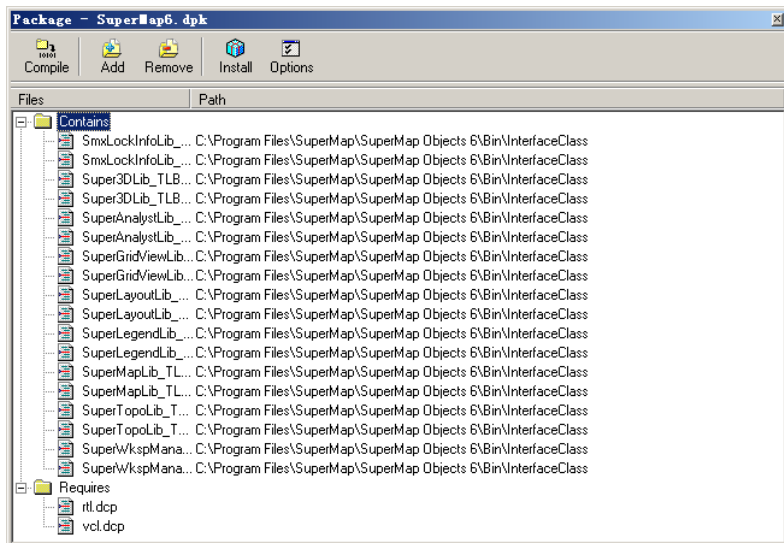 Package - SuperMap6.dpk
Compile Add Remove Install Options
Files Path
Contains
SmxLockInfoLib_... C:\Program Files\SuperMap\SuperMap Objects 6\Bin\InterfaceClass
SmxLockInfoLib_... C:\Program Files\SuperMap\SuperMap Objects 6\Bin\InterfaceClass
Super3DLib_TLB... C:\Program Files\SuperMap\SuperMap Objects 6\Bin\InterfaceClass
Super3DLib_TLB... C:\Program Files\SuperMap\SuperMap Objects 6\Bin\InterfaceClass
SuperAnalystLib_... C:\Program Files\SuperMap\SuperMap Objects 6\Bin\InterfaceClass
SuperAnalystLib_... C:\Program Files\SuperMap\SuperMap Objects 6\Bin\InterfaceClass
SuperGridViewLib... C:\Program Files\SuperMap\SuperMap Objects 6\Bin\InterfaceClass
SuperGridViewLib... C:\Program Files\SuperMap\SuperMap Objects 6\Bin\InterfaceClass
SuperLayoutLib_... C:\Program Files\SuperMap\SuperMap Objects 6\Bin\InterfaceClass
SuperLayoutLib_... C:\Program Files\SuperMap\SuperMap Objects 6\Bin\InterfaceClass
SuperLegendLib_... C:\Program Files\SuperMap\SuperMap Objects 6\Bin\InterfaceClass
SuperLegendLib_... C:\Program Files\SuperMap\SuperMap Objects 6\Bin\InterfaceClass
SuperMapLib_TL... C:\Program Files\SuperMap\SuperMap Objects 6\Bin\InterfaceClass
SuperMapLib_TL... C:\Program Files\SuperMap\SuperMap Objects 6\Bin\InterfaceClass
SuperTopoLib_T... C:\Program Files\SuperMap\SuperMap Objects 6\Bin\InterfaceClass
SuperTopoLib_T... C:\Program Files\SuperMap\SuperMap Objects 6\Bin\InterfaceClass
SuperWkspMana... C:\Program Files\SuperMap\SuperMap Objects 6\Bin\InterfaceClass
SuperWkspMana... C:\Program Files\SuperMap\SuperMap Objects 6\Bin\InterfaceClass
Requires
rtl.dcp
vcl.dcp